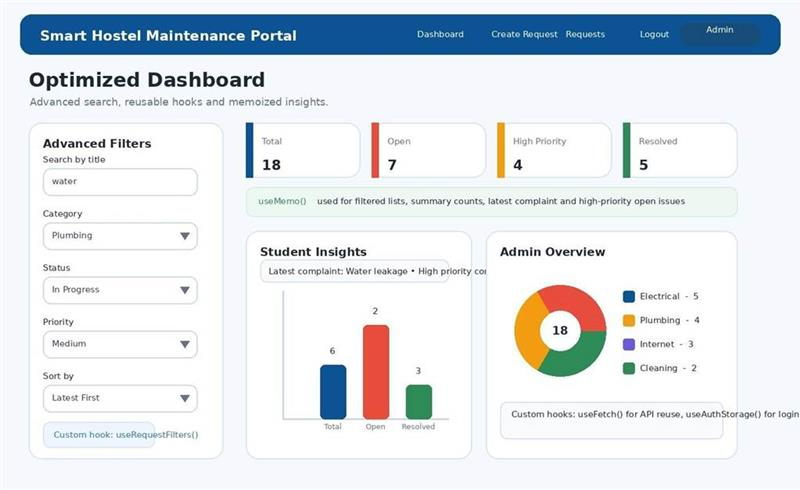 Smart Hostel Maintenance Portal
Dashboard
Create Request
Requests
Logout
Admin
Optimized Dashboard
Advanced search, reusable hooks and memoized insights.
Advanced Filters
Search by title
water
Category
Plumbing
Status
In Progress
Priority
Medium
Sort by
Latest First
Custom hook: useRequestFilters()
Total
18
Open
7
High Priority
4
Resolved
5
useMemo() used for filtered lists, summary counts, latest complaint and high-priority open issues
Student Insights
Latest complaint: Water leakage • High priority
2
6
3
Total
Open
Resolved
Admin Overview
18
Electrical - 5
Plumbing - 4
Internet - 3
Cleaning - 2
Custom hooks: useFetch() for API reuse, useAuthStorage() for login